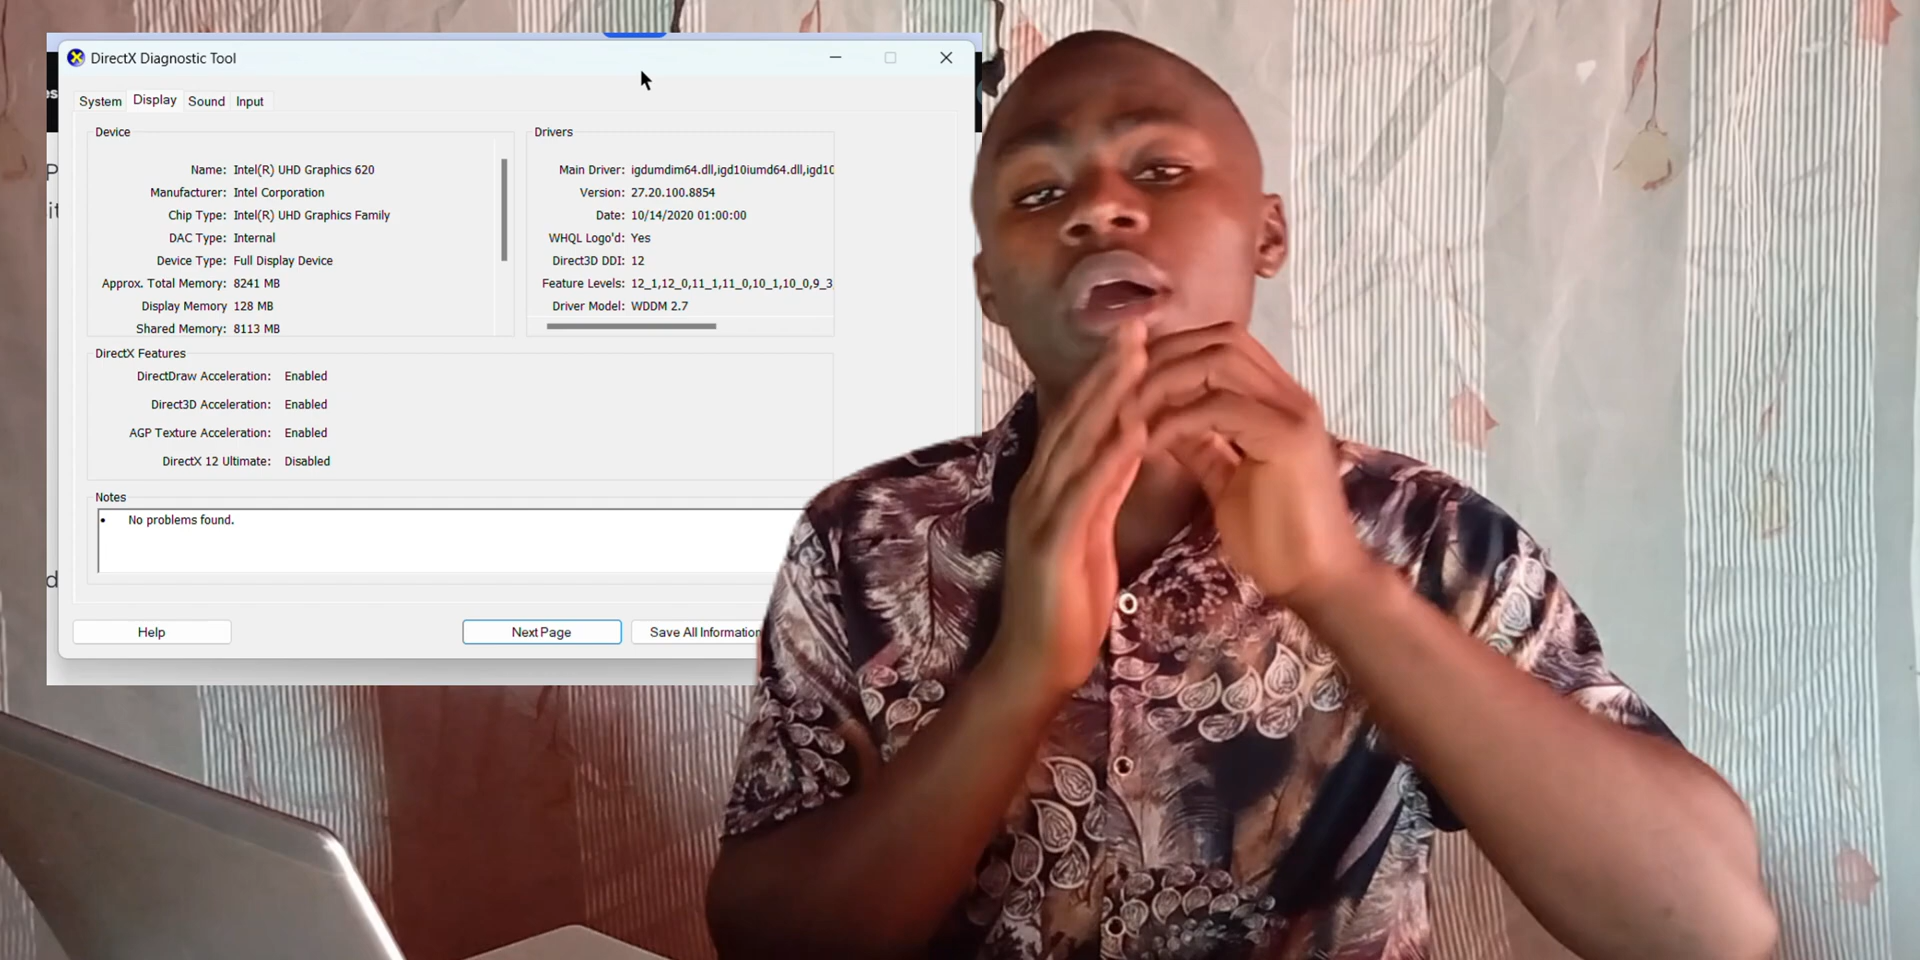 DirectX Diagnostic Tool
System Display Sound Input
Device
Name: Intel(R) UHD Graphics 620
Manufacturer: Intel Corporation
Chip Type: Intel(R) UHD Graphics Family
DAC Type: Internal
Device Type: Full Display Device
Approx. Total Memory: 8241 MB
Display Memory 128 MB
Shared Memory: 8113 MB
Drivers
Main Driver: igdumdim64.dll,igd10iumd64.dll,igd10
Version: 27.20.100.8854
Date: 10/14/2020 01:00:00
WHQL Logo'd: Yes
Direct3D DDI: 12
Feature Levels: 12_1,12_0,11_1,11_0,10_1,10_0,9_3
Driver Model: WDDM 2.7
DirectX Features
DirectDraw Acceleration: Enabled
Direct3D Acceleration: Enabled
AGP Texture Acceleration: Enabled
DirectX 12 Ultimate: Disabled
Notes
• No problems found.
Help Next Page Save All Information